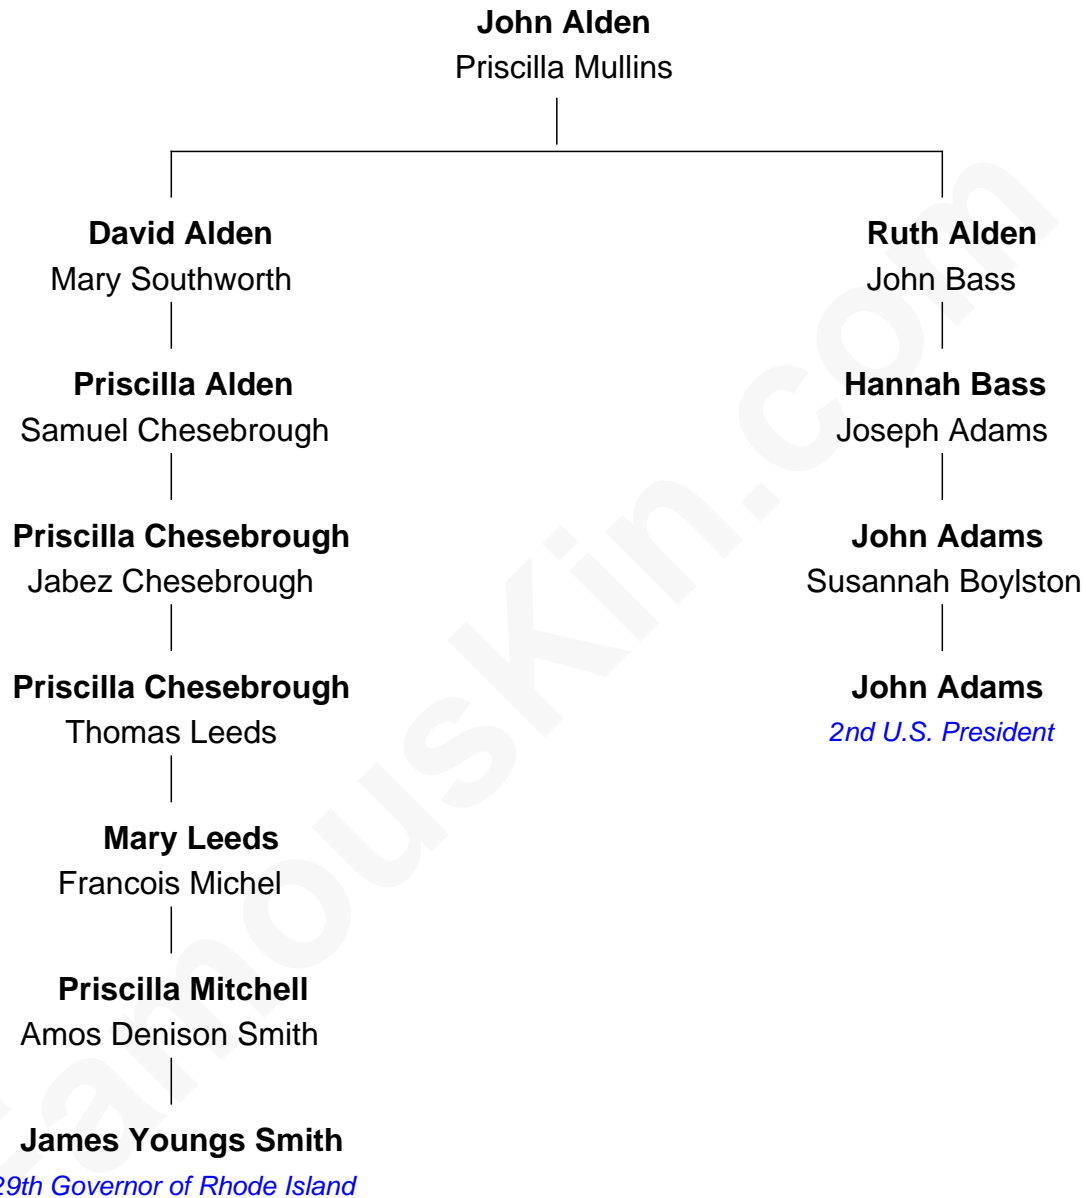 John Alden
Priscilla Mullins
David Alden
Mary Southworth
Ruth Alden
John Bass
Priscilla Alden
Samuel Chesebrough
Hannah Bass
Joseph Adams
Priscilla Chesebrough
Jabez Chesebrough
John Adams
Susannah Boylston
Priscilla Chesebrough
Thomas Leeds
John Adams
2nd U.S. President
Mary Leeds
Francois Michel
Priscilla Mitchell
Amos Denison Smith
James Youngs Smith
29th Governor of Rhode Island
FamousKin.com